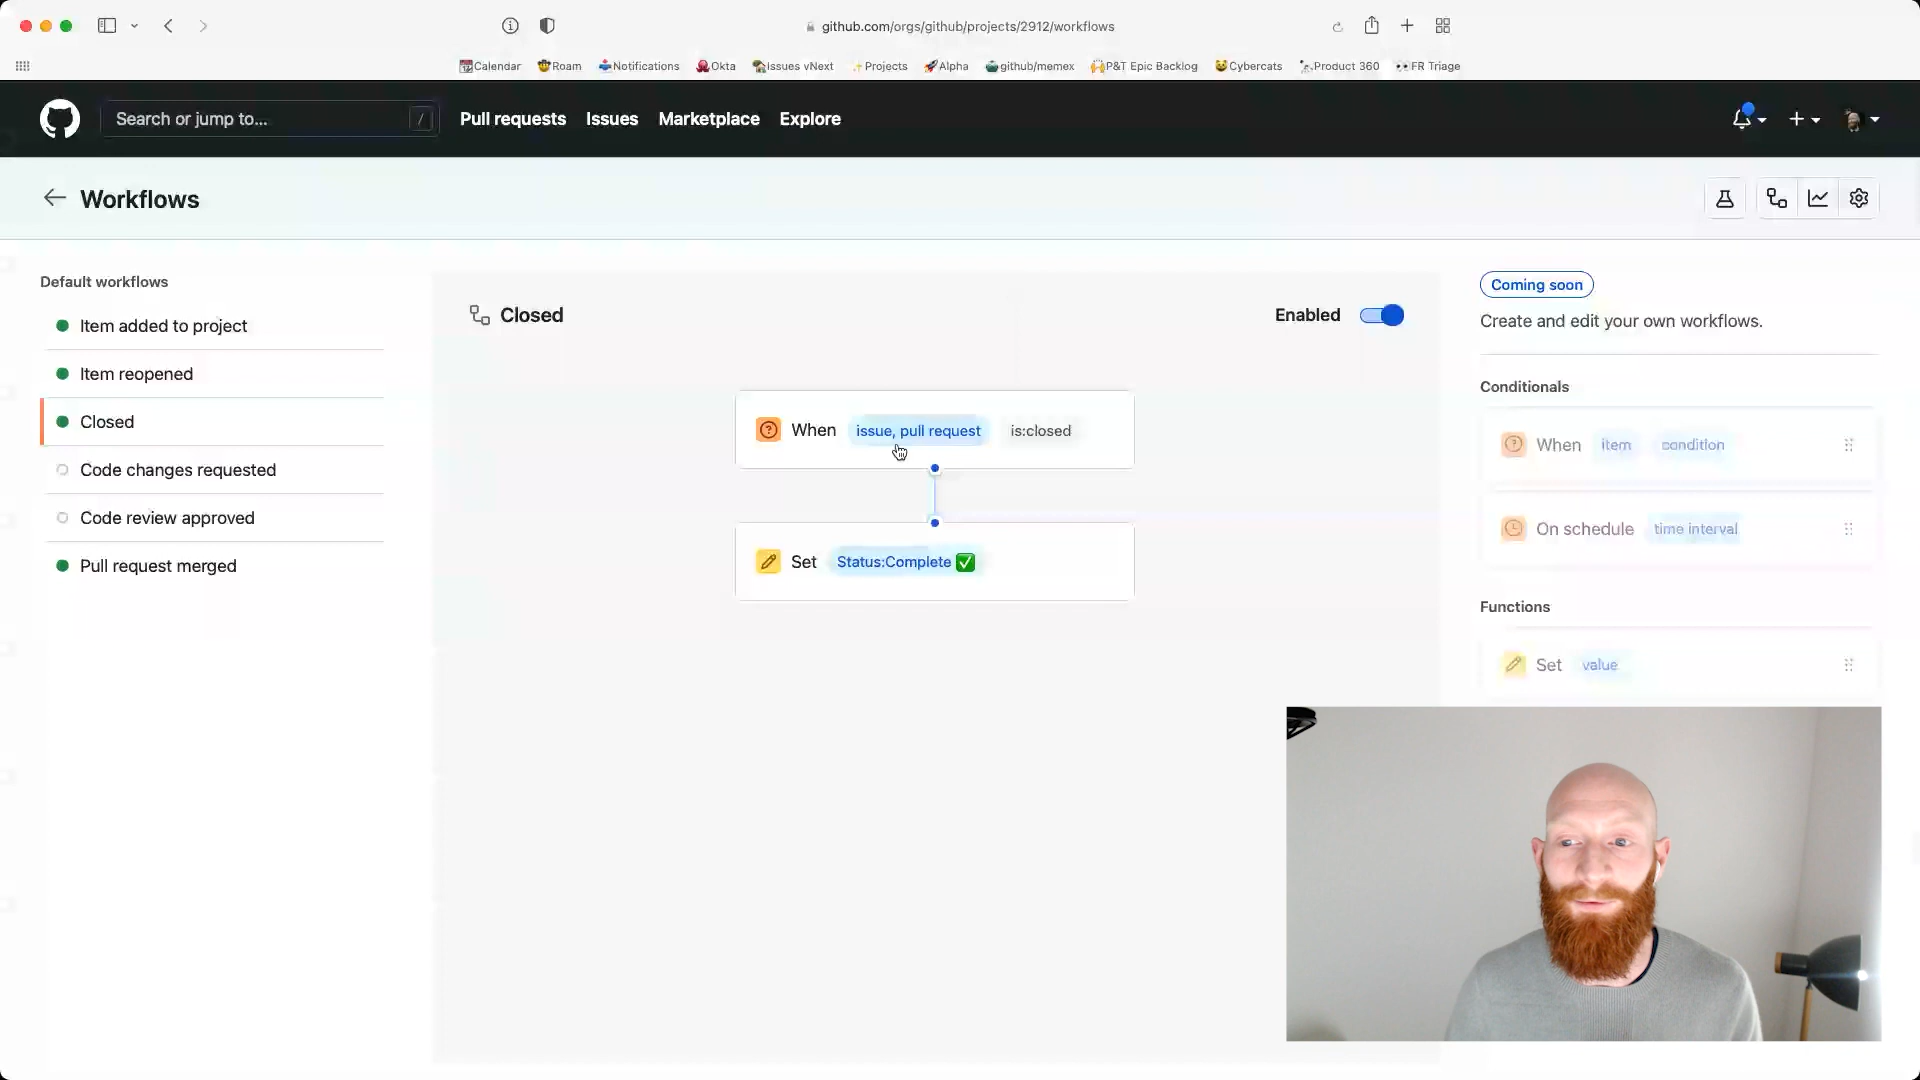 github.com/orgs/github/projects/2912/workflows
📆Calendar 🤠Roam 📥Notifications 🐙Okta 🏡Issues vNext ✨Projects 🚀Alpha 🍵github/memex 🙌P&T Epic Backlog 😺Cybercats Product 360 👀FR Triage
Search or jump to... /
Pull requests Issues Marketplace Explore
Workflows
Default workflows
Item added to project
Item reopened
Closed
Code changes requested
Code review approved
Pull request merged
Closed
Enabled
When issue, pull request is:closed
Set Status:Complete ✅
Coming soon
Create and edit your own workflows.
Conditionals
When item condition
On schedule time interval
Functions
Set value